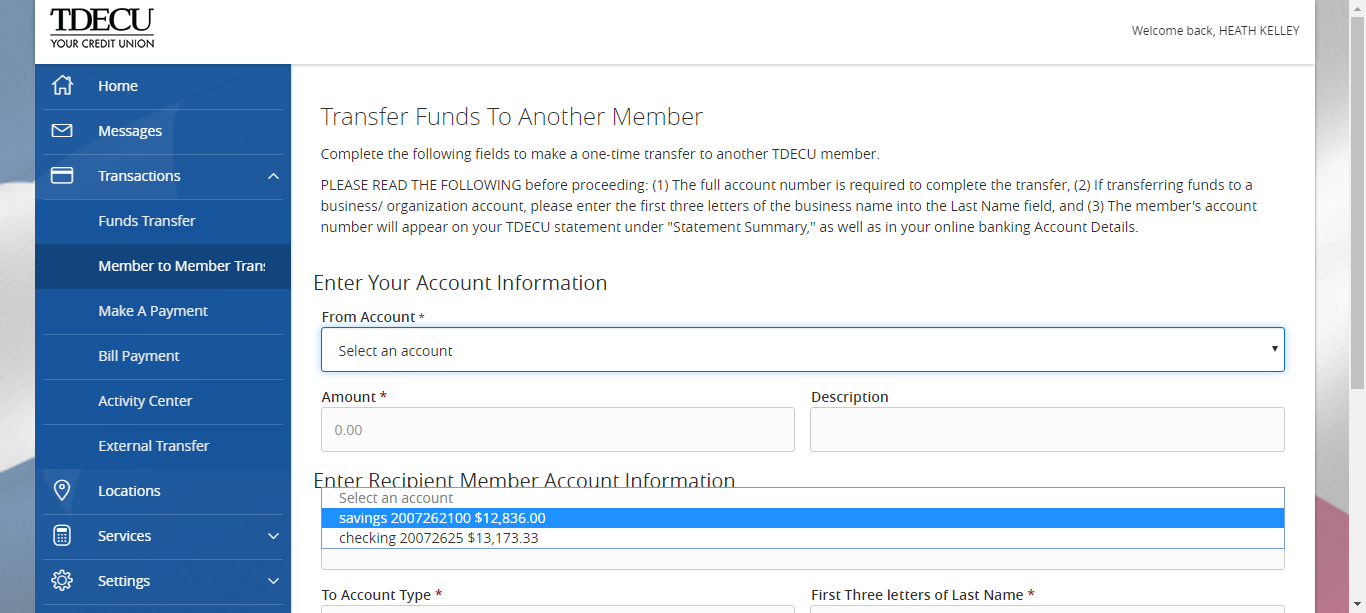 TDECU
YOUR CREDIT UNION
Welcome back, HEATH KELLEY
Home
Messages
Transactions
Funds Transfer
Member to Member Trans
Make A Payment
Bill Payment
Activity Center
External Transfer
Locations
Services
Settings
Transfer Funds To Another Member
Complete the following fields to make a one-time transfer to another TDECU member.
PLEASE READ THE FOLLOWING before proceeding: (1) The full account number is required to complete the transfer, (2) If transferring funds to a
business/ organization account, please enter the first three letters of the business name into the Last Name field, and (3) The member's account
number will appear on your TDECU statement under "Statement Summary," as well as in your online banking Account Details.
Enter Your Account Information
From Account *
Select an account
Amount * Description
0.00
Enter Recipient Member Account Information
Select an account
savings 2007262100 $12,836.00
checking 20072625 $13,173.33
To Account Type * First Three letters of Last Name *